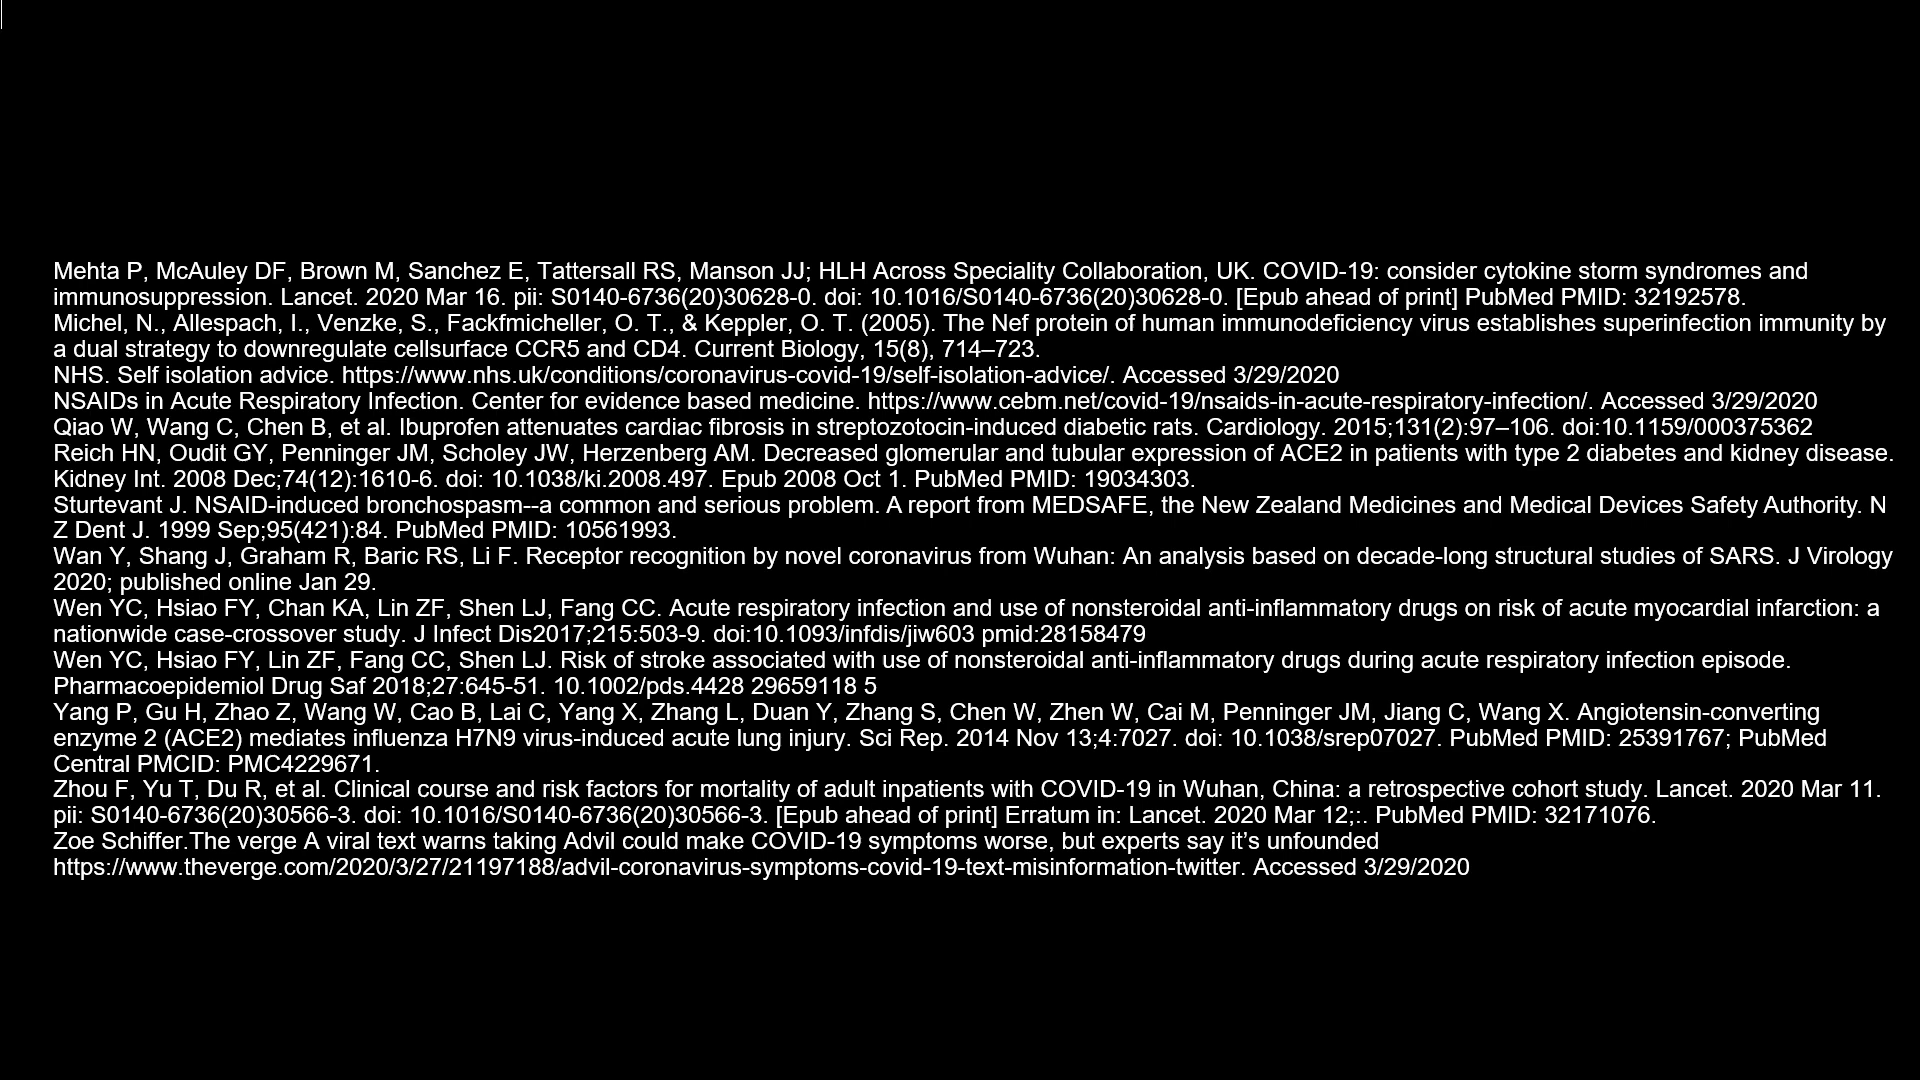 Mehta P, McAuley DF, Brown M, Sanchez E, Tattersall RS, Manson JJ; HLH Across Speciality Collaboration, UK. COVID-19: consider cytokine storm syndromes and
immunosuppression. Lancet. 2020 Mar 16. pii: S0140-6736(20)30628-0. doi: 10.1016/S0140-6736(20)30628-0. [Epub ahead of print] PubMed PMID: 32192578.
Michel, N., Allespach, I., Venzke, S., Fackfmicheller, O. T., & Keppler, O. T. (2005). The Nef protein of human immunodeficiency virus establishes superinfection immunity by
a dual strategy to downregulate cellsurface CCR5 and CD4. Current Biology, 15(8), 714–723.
NHS. Self isolation advice. https://www.nhs.uk/conditions/coronavirus-covid-19/self-isolation-advice/. Accessed 3/29/2020
NSAIDs in Acute Respiratory Infection. Center for evidence based medicine. https://www.cebm.net/covid-19/nsaids-in-acute-respiratory-infection/. Accessed 3/29/2020
Qiao W, Wang C, Chen B, et al. Ibuprofen attenuates cardiac fibrosis in streptozotocin-induced diabetic rats. Cardiology. 2015;131(2):97–106. doi:10.1159/000375362
Reich HN, Oudit GY, Penninger JM, Scholey JW, Herzenberg AM. Decreased glomerular and tubular expression of ACE2 in patients with type 2 diabetes and kidney disease.
Kidney Int. 2008 Dec;74(12):1610-6. doi: 10.1038/ki.2008.497. Epub 2008 Oct 1. PubMed PMID: 19034303.
Sturtevant J. NSAID-induced bronchospasm--a common and serious problem. A report from MEDSAFE, the New Zealand Medicines and Medical Devices Safety Authority. N
Z Dent J. 1999 Sep;95(421):84. PubMed PMID: 10561993.
Wan Y, Shang J, Graham R, Baric RS, Li F. Receptor recognition by novel coronavirus from Wuhan: An analysis based on decade-long structural studies of SARS. J Virology
2020; published online Jan 29.
Wen YC, Hsiao FY, Chan KA, Lin ZF, Shen LJ, Fang CC. Acute respiratory infection and use of nonsteroidal anti-inflammatory drugs on risk of acute myocardial infarction: a
nationwide case-crossover study. J Infect Dis2017;215:503-9. doi:10.1093/infdis/jiw603 pmid:28158479
Wen YC, Hsiao FY, Lin ZF, Fang CC, Shen LJ. Risk of stroke associated with use of nonsteroidal anti-inflammatory drugs during acute respiratory infection episode.
Pharmacoepidemiol Drug Saf 2018;27:645-51. 10.1002/pds.4428 29659118 5
Yang P, Gu H, Zhao Z, Wang W, Cao B, Lai C, Yang X, Zhang L, Duan Y, Zhang S, Chen W, Zhen W, Cai M, Penninger JM, Jiang C, Wang X. Angiotensin-converting
enzyme 2 (ACE2) mediates influenza H7N9 virus-induced acute lung injury. Sci Rep. 2014 Nov 13;4:7027. doi: 10.1038/srep07027. PubMed PMID: 25391767; PubMed
Central PMCID: PMC4229671.
Zhou F, Yu T, Du R, et al. Clinical course and risk factors for mortality of adult inpatients with COVID-19 in Wuhan, China: a retrospective cohort study. Lancet. 2020 Mar 11.
pii: S0140-6736(20)30566-3. doi: 10.1016/S0140-6736(20)30566-3. [Epub ahead of print] Erratum in: Lancet. 2020 Mar 12;:. PubMed PMID: 32171076.
Zoe Schiffer.The verge A viral text warns taking Advil could make COVID-19 symptoms worse, but experts say it’s unfounded
https://www.theverge.com/2020/3/27/21197188/advil-coronavirus-symptoms-covid-19-text-misinformation-twitter. Accessed 3/29/2020